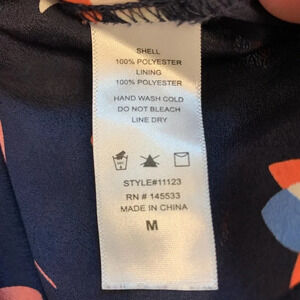 SHELL
100% POLYESTER
LINING
100% POLYESTER
HAND WASH COLD
DO NOT BLEACH
LINE DRY
STYLE#11123
RN # 145533
MADE IN CHINA
M